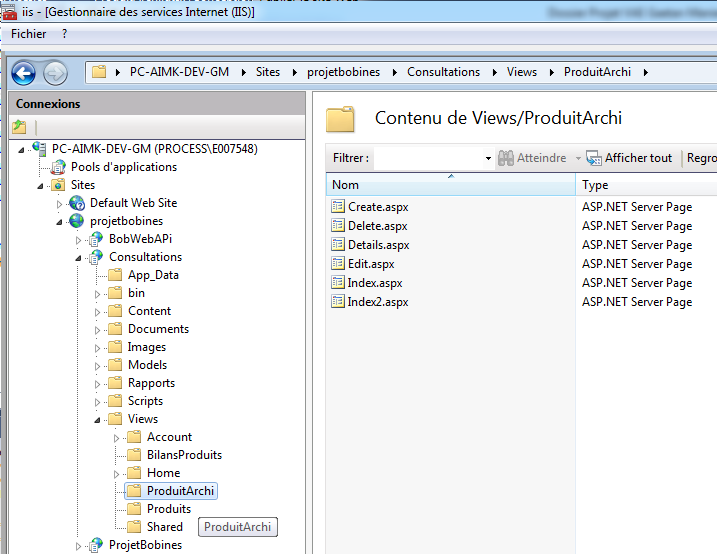 iis - [Gestionnaire des services Internet (IIS)]
Fichier ?
PC-AIMK-DEV-GM Sites projetbobines Consultations Views ProduitArchi
Connexions
PC-AIMK-DEV-GM (PROCESS\E007548)
Pools d'applications
Sites
Default Web Site
projetbobines
BobWebAPi
Consultations
App_Data
bin
Content
Documents
Images
Models
Rapports
Scripts
Views
Account
BilansProduits
Home
ProduitArchi
Produits
Shared ProduitArchi
ProjetBobines
Contenu de Views/ProduitArchi
Filtrer : Atteindre Afficher tout Regro
Nom Type
Create.aspx ASP.NET Server Page
Delete.aspx ASP.NET Server Page
Details.aspx ASP.NET Server Page
Edit.aspx ASP.NET Server Page
Index.aspx ASP.NET Server Page
Index2.aspx ASP.NET Server Page